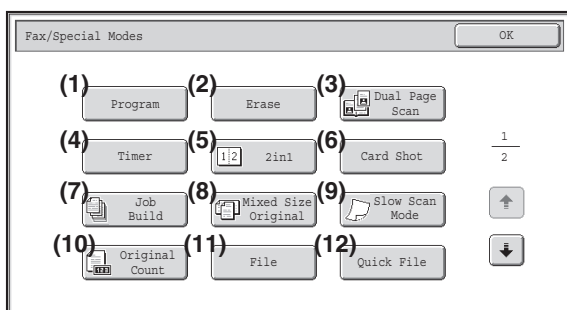 Fax/Special Modes
OK
(1) Program
(2) Erase
(3) Dual Page
Scan
(4) Timer
(5) 1 2 2in1
(6) Card Shot
1
2
(7) Job
Build
(8) Mixed Size
Original
(9) Slow Scan
Mode
(10) 123 Original
Count
(11) File
(12) Quick File